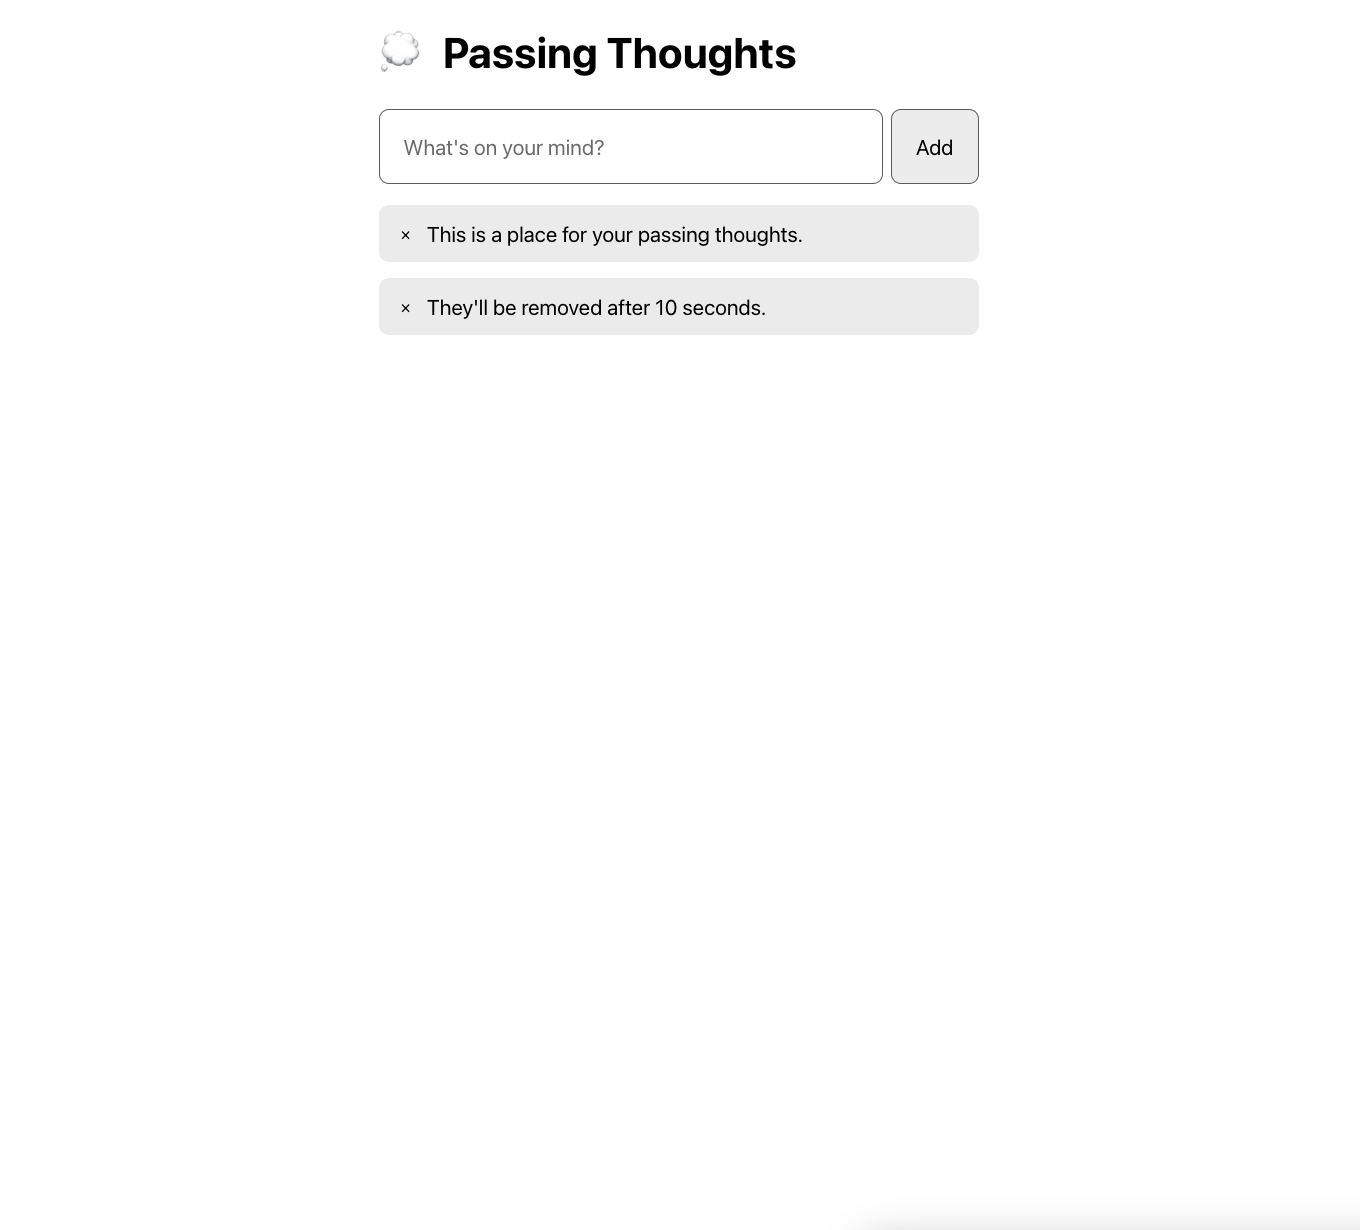 💭 Passing Thoughts
What's on your mind?
Add
× This is a place for your passing thoughts.
× They'll be removed after 10 seconds.